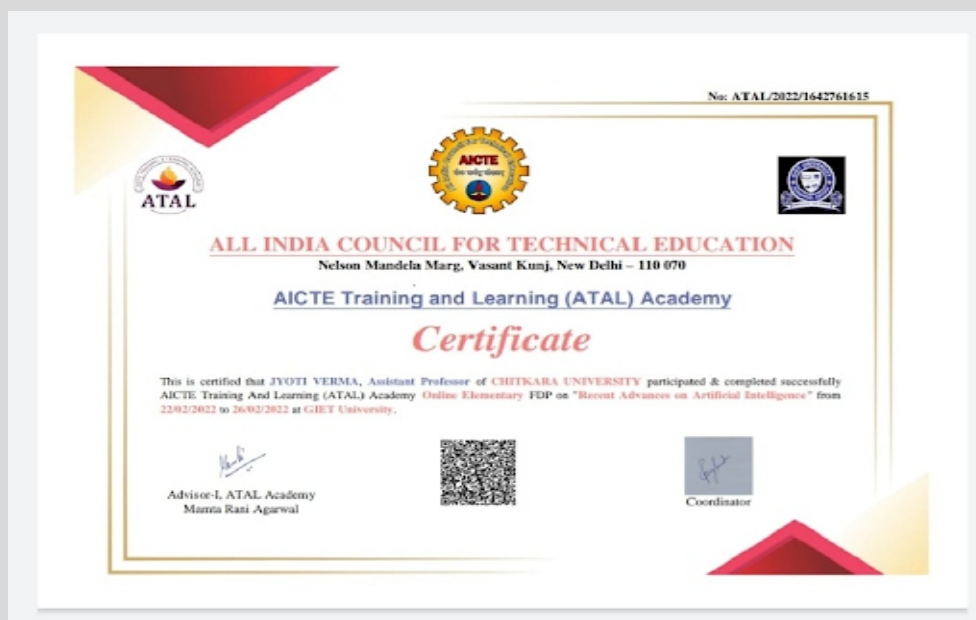 No: ATAL/2022/1642761615
ATAL
AICTE
ALL INDIA COUNCIL FOR TECHNICAL EDUCATION
Nelson Mandela Marg, Vasant Kunj, New Delhi – 110 070
AICTE Training and Learning (ATAL) Academy
Certificate
This is certified that JYOTI VERMA, Assistant Professor of CHITKARA UNIVERSITY participated & completed successfully
AICTE Training And Learning (ATAL) Academy Online Elementary FDP on "Recent Advances on Artificial Intelligence" from
22/02/2022 to 26/02/2022 at GIET University.
Advisor-I, ATAL Academy
Mamta Rani Agarwal
Coordinator